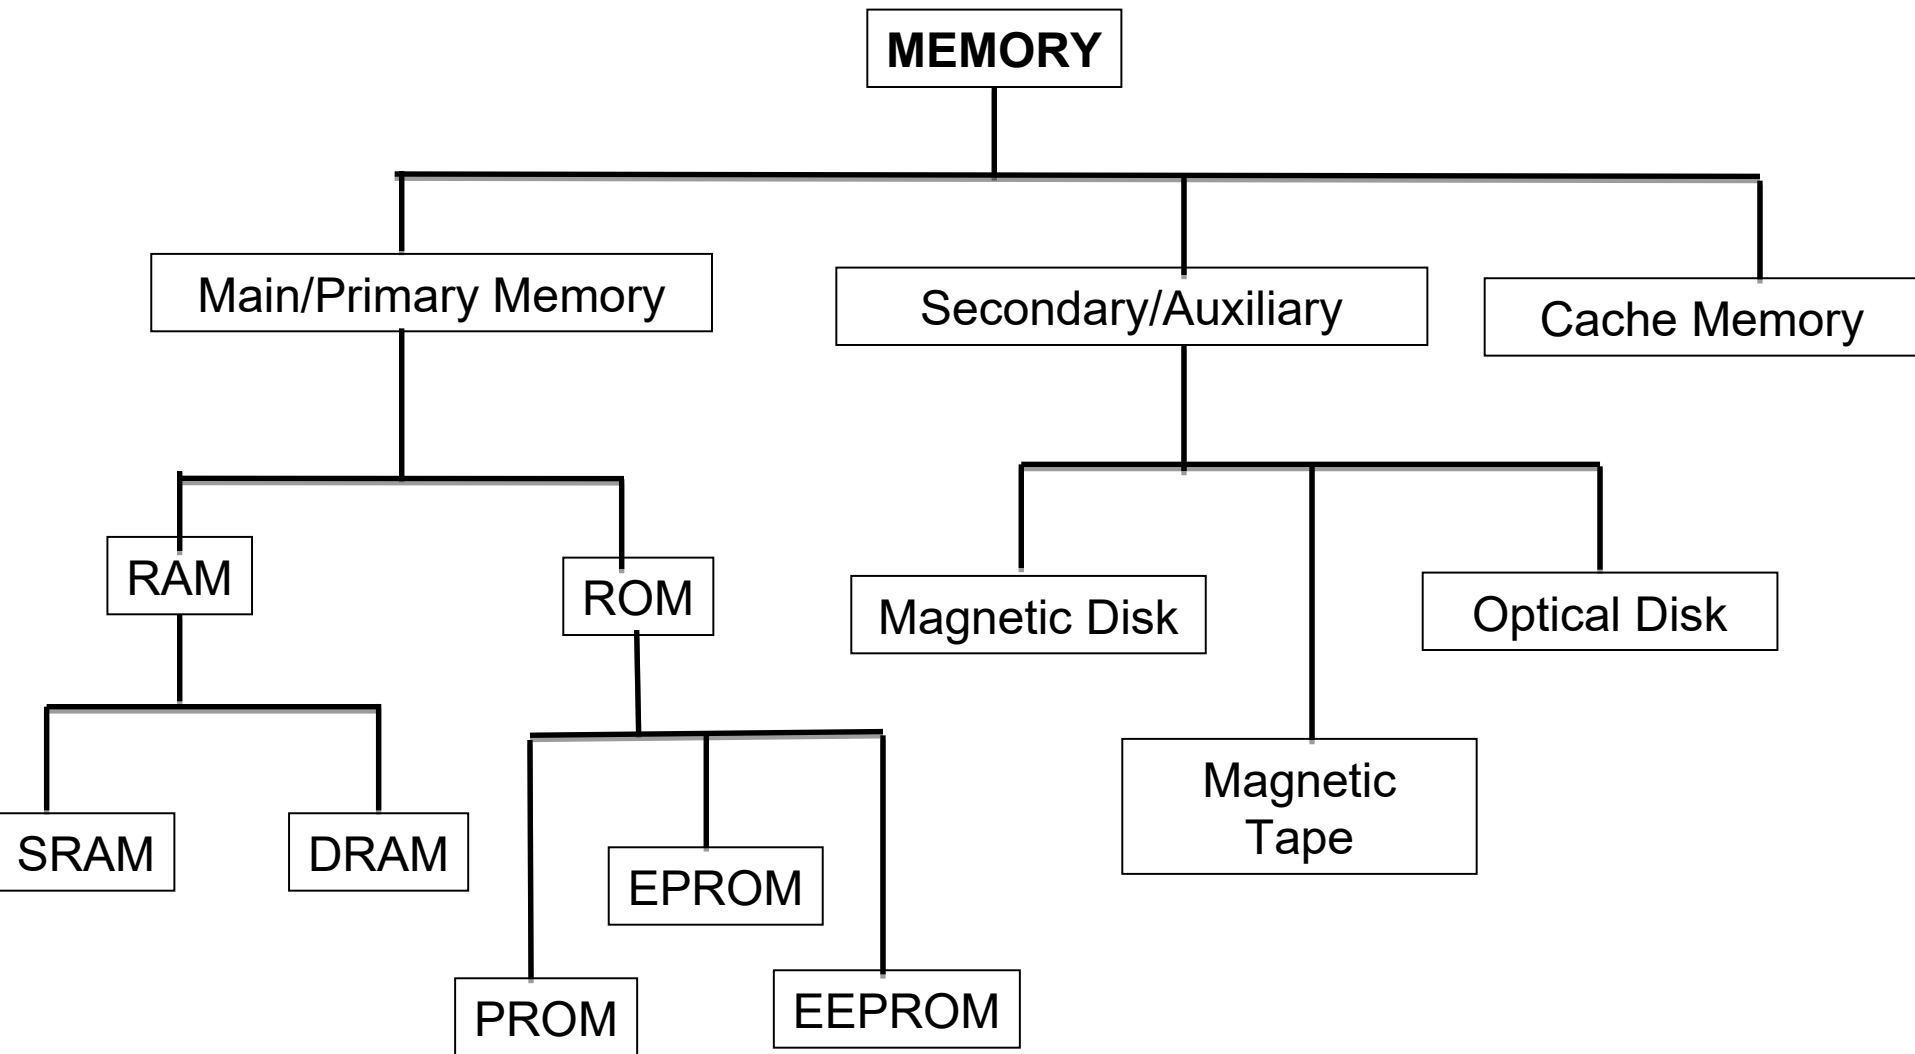 MEMORY
Main/Primary Memory
Secondary/Auxiliary
Cache Memory
RAM
ROM
Magnetic Disk
Optical Disk
Magnetic
Tape
SRAM
DRAM
EPROM
PROM
EEPROM